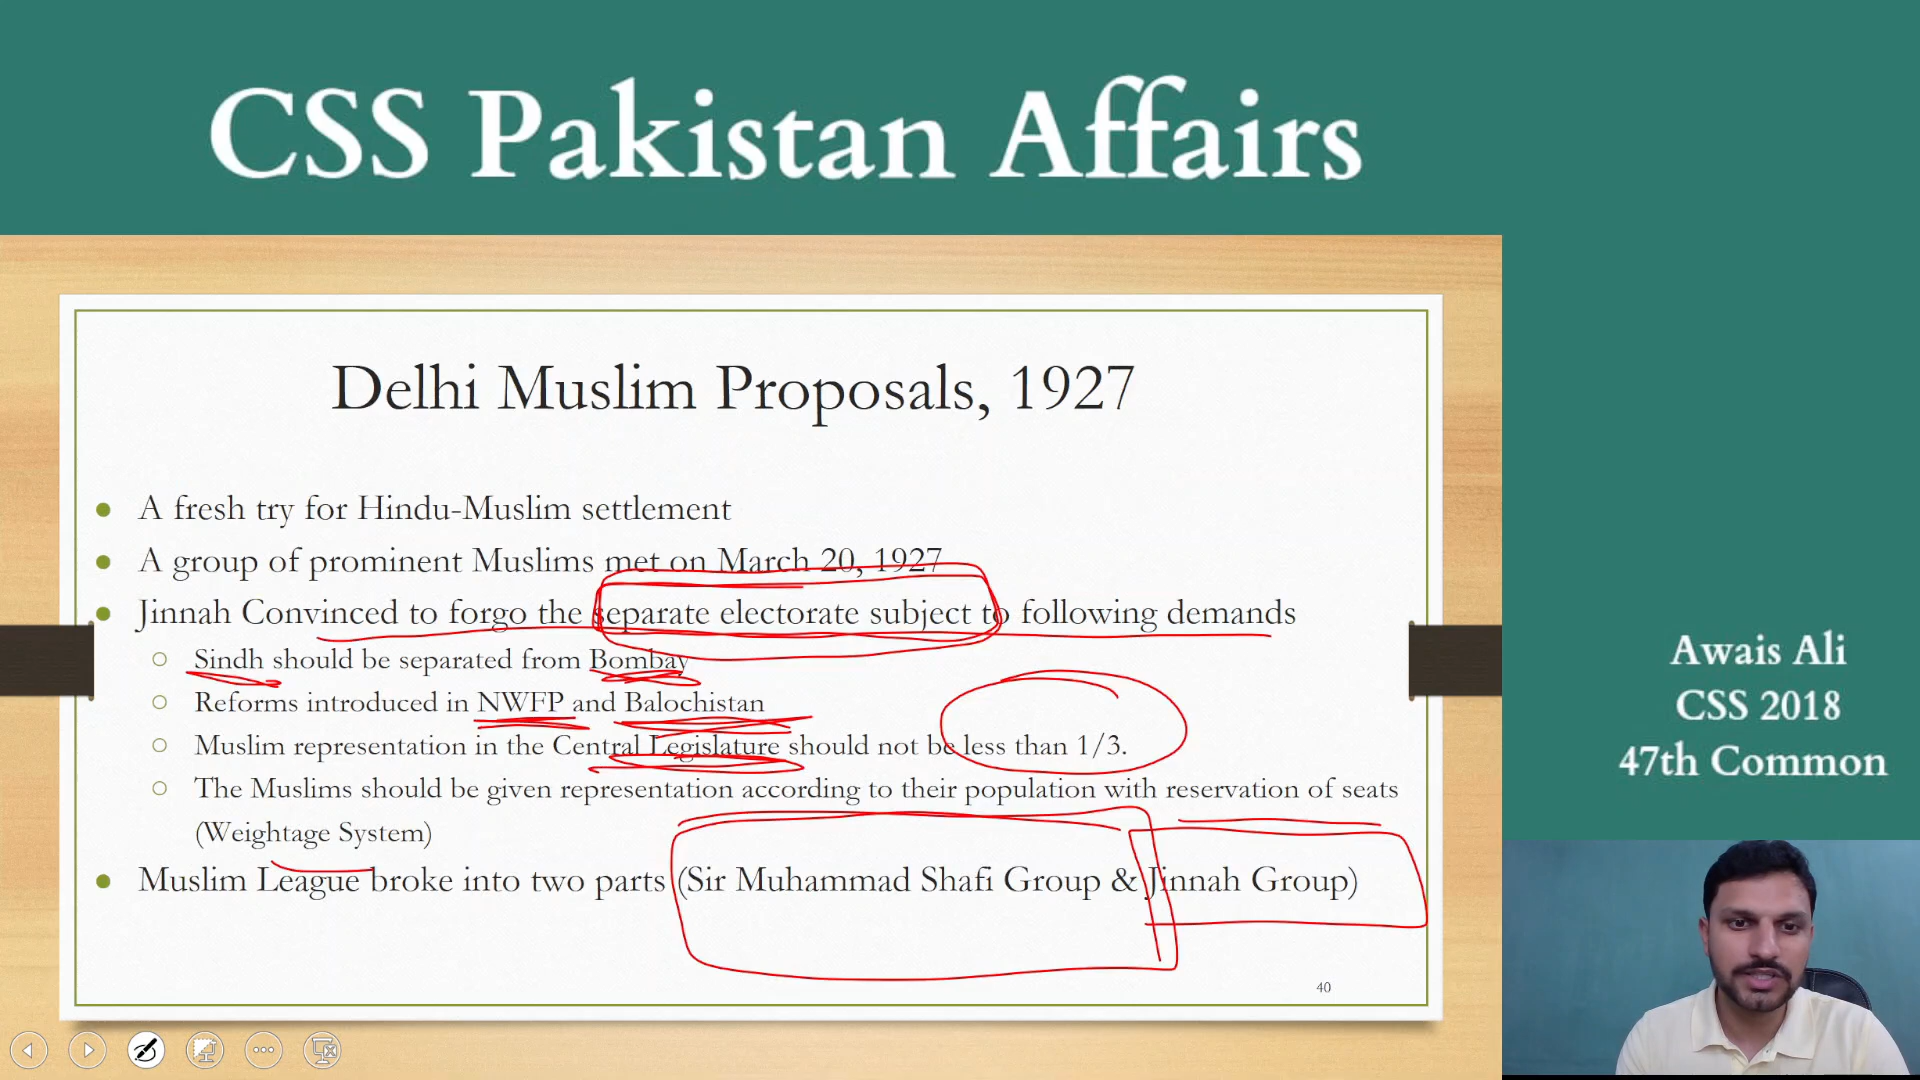 CSS Pakistan Affairs
Delhi Muslim Proposals, 1927
A fresh try for Hindu-Muslim settlement
A group of prominent Muslims met on March 20, 1927
Jinnah Convinced to forgo the separate electorate subject to following demands
Sindh should be separated from Bombay
Reforms introduced in NWFP and Balochistan
Muslim representation in the Central Legislature should not be less than 1/3.
The Muslims should be given representation according to their population with reservation of seats
(Weightage System)
Muslim League broke into two parts (Sir Muhammad Shafi Group & Jinnah Group)
40
Awais Ali
CSS 2018
47th Common